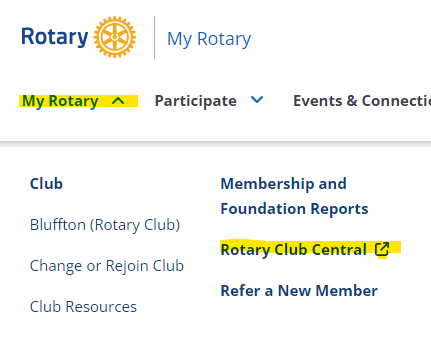 Rotary
My Rotary
My Rotary
Participate
Events & Connecti
Club
Bluffton (Rotary Club)
Change or Rejoin Club
Club Resources
Membership and
Foundation Reports
Rotary Club Central
Refer a New Member